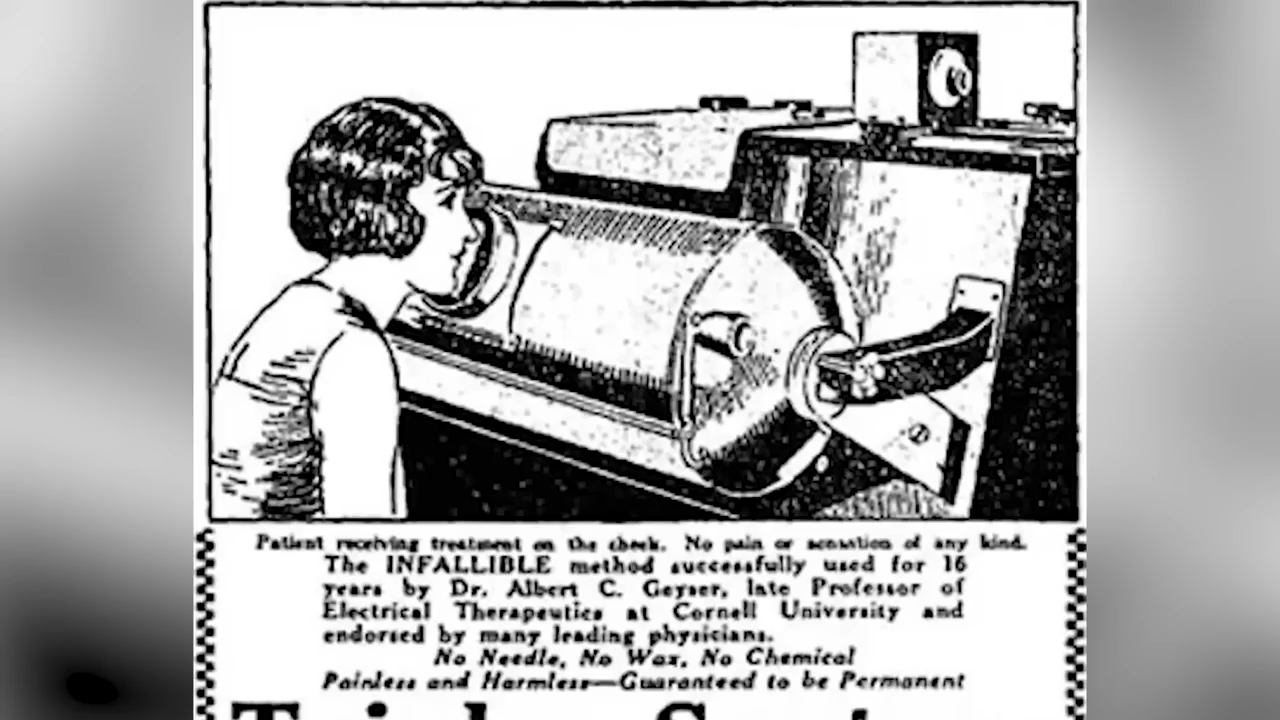 Patient receiving treatment on the cheek. No pain or sensation of any kind.
The INFALLIBLE method successfully used for 16
years by Dr. Albert C. Geyser, late Professor of
Electrical Therapeutics at Cornell University and
endorsed by many leading physicians.
No Needle, No Wax, No Chemical
Painless and Harmless—Guaranteed to be Permanent